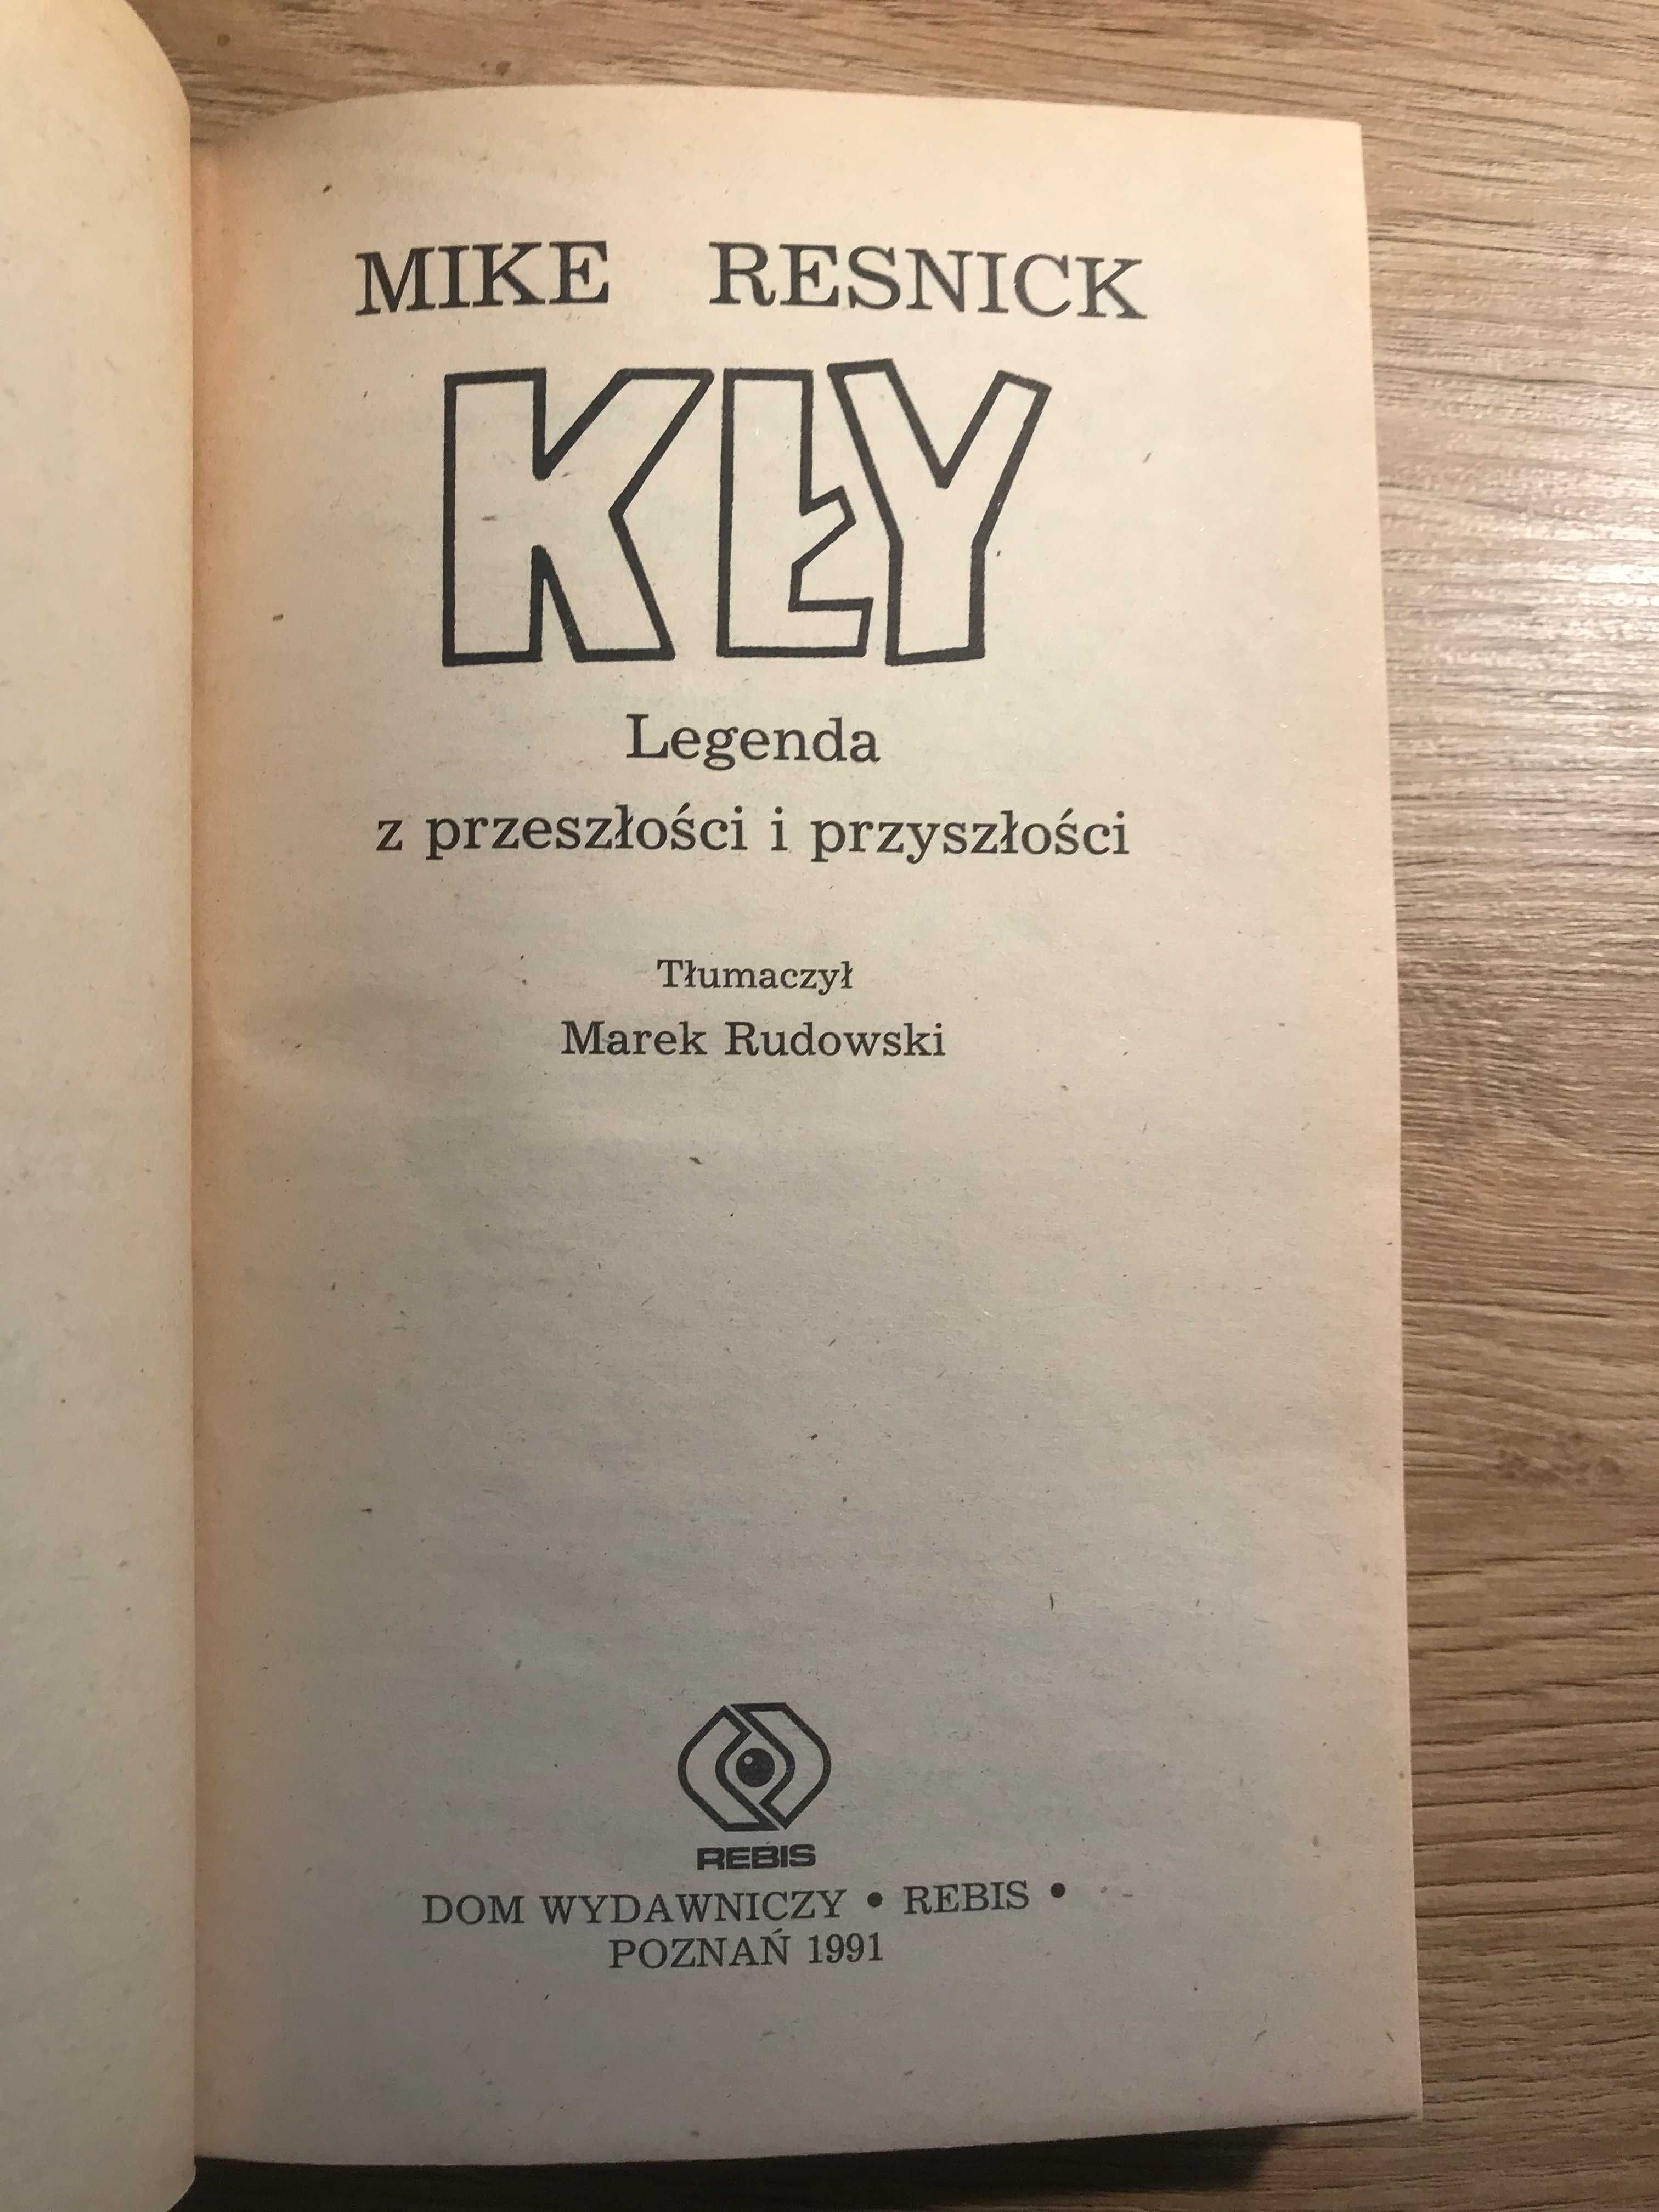 MIKE RESNICK
KŁY
Legenda
z przeszłości i przyszłości
Tłumaczył
Marek Rudowski
REBIS
DOM WYDAWNICZY • REBIS •
POZNAŃ 1991